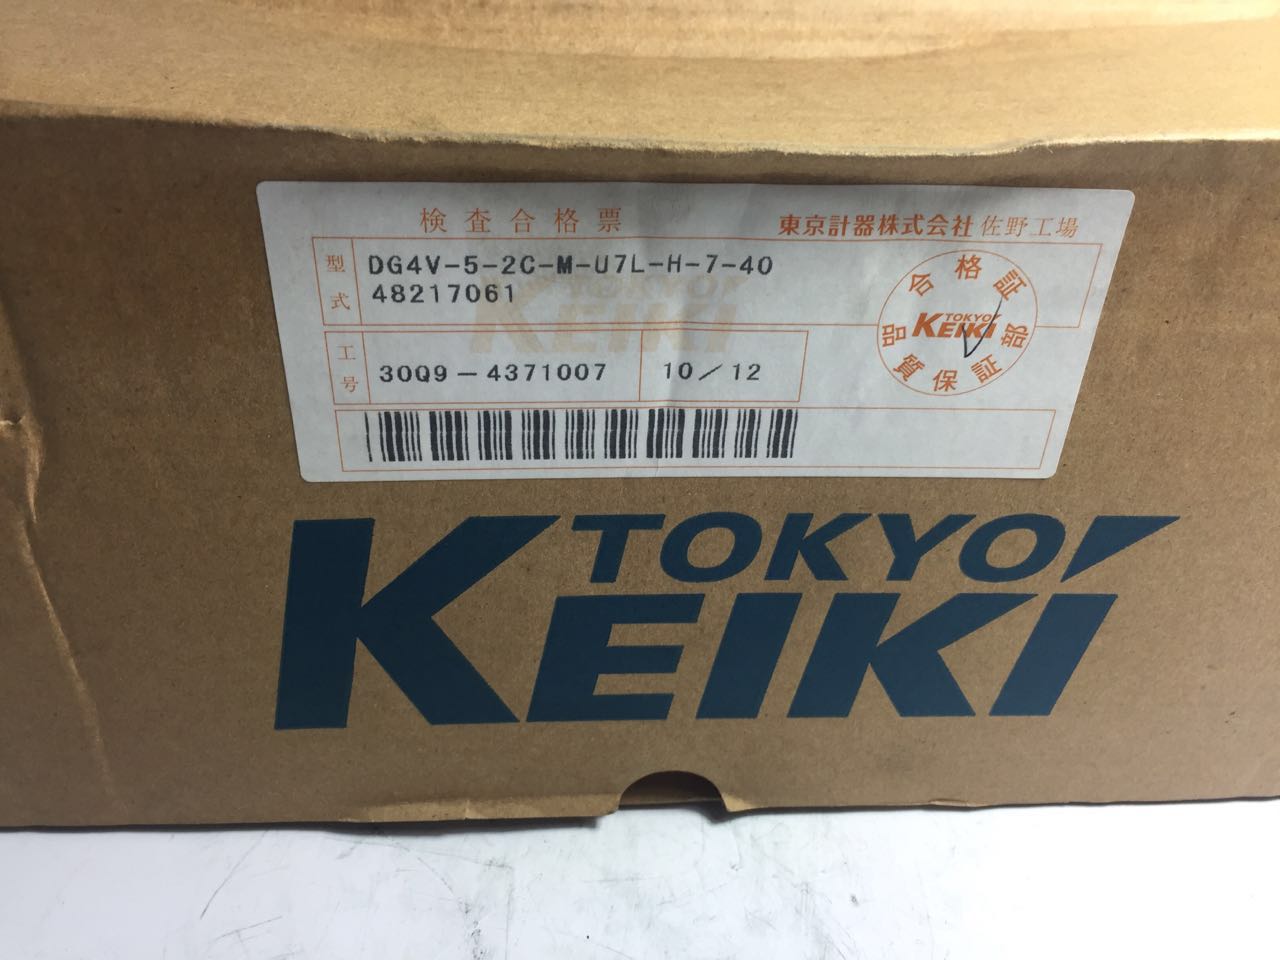 検査合格票
東京計器株式会社 佐野工場
型式
DG4V-5-2C-M-U7L-H-7-40
48217061
合格証
TOKYO
KEIKI
品質保証部
TOKYO
KEIKI
工号
30Q9-4371007
10/12
TOKYO
KEIKI